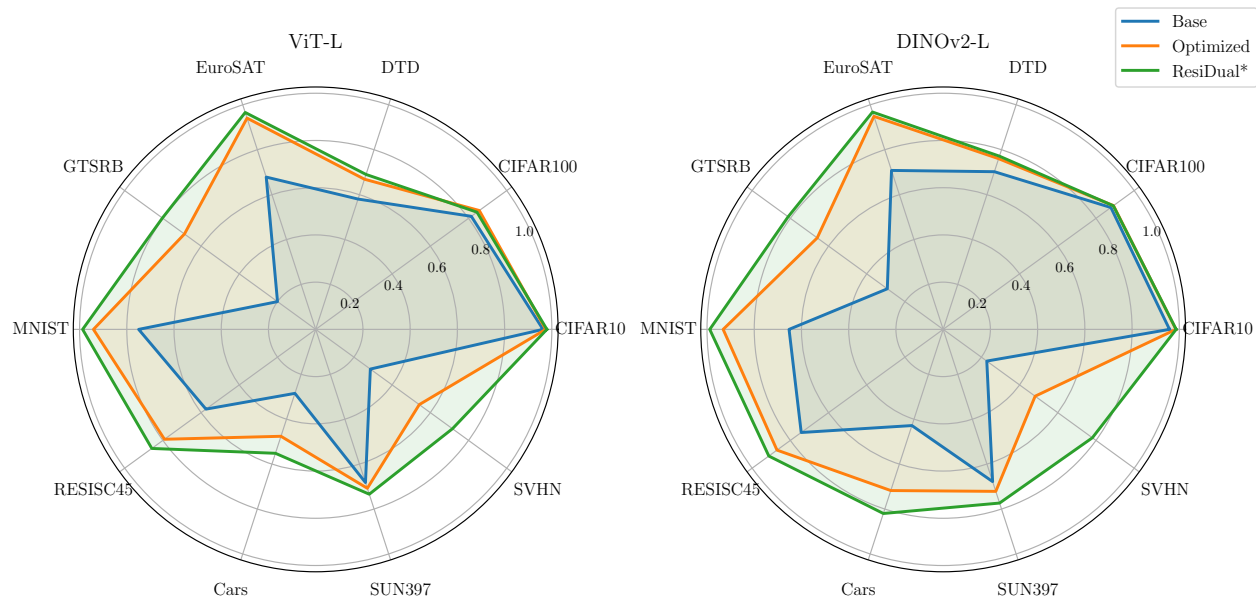 ViT-L
EuroSAT
DTD
GTSRB
CIFAR100
1.0
0.8
0.6
0.4
0.2
MNIST
CIFAR10
RESISC45
SVHN
Cars
SUN397
DINOv2-L
EuroSAT
DTD
GTSRB
CIFAR100
1.0
0.8
0.6
0.4
0.2
MNIST
CIFAR10
RESISC45
SVHN
Cars
SUN397
Base
Optimized
ResiDual*